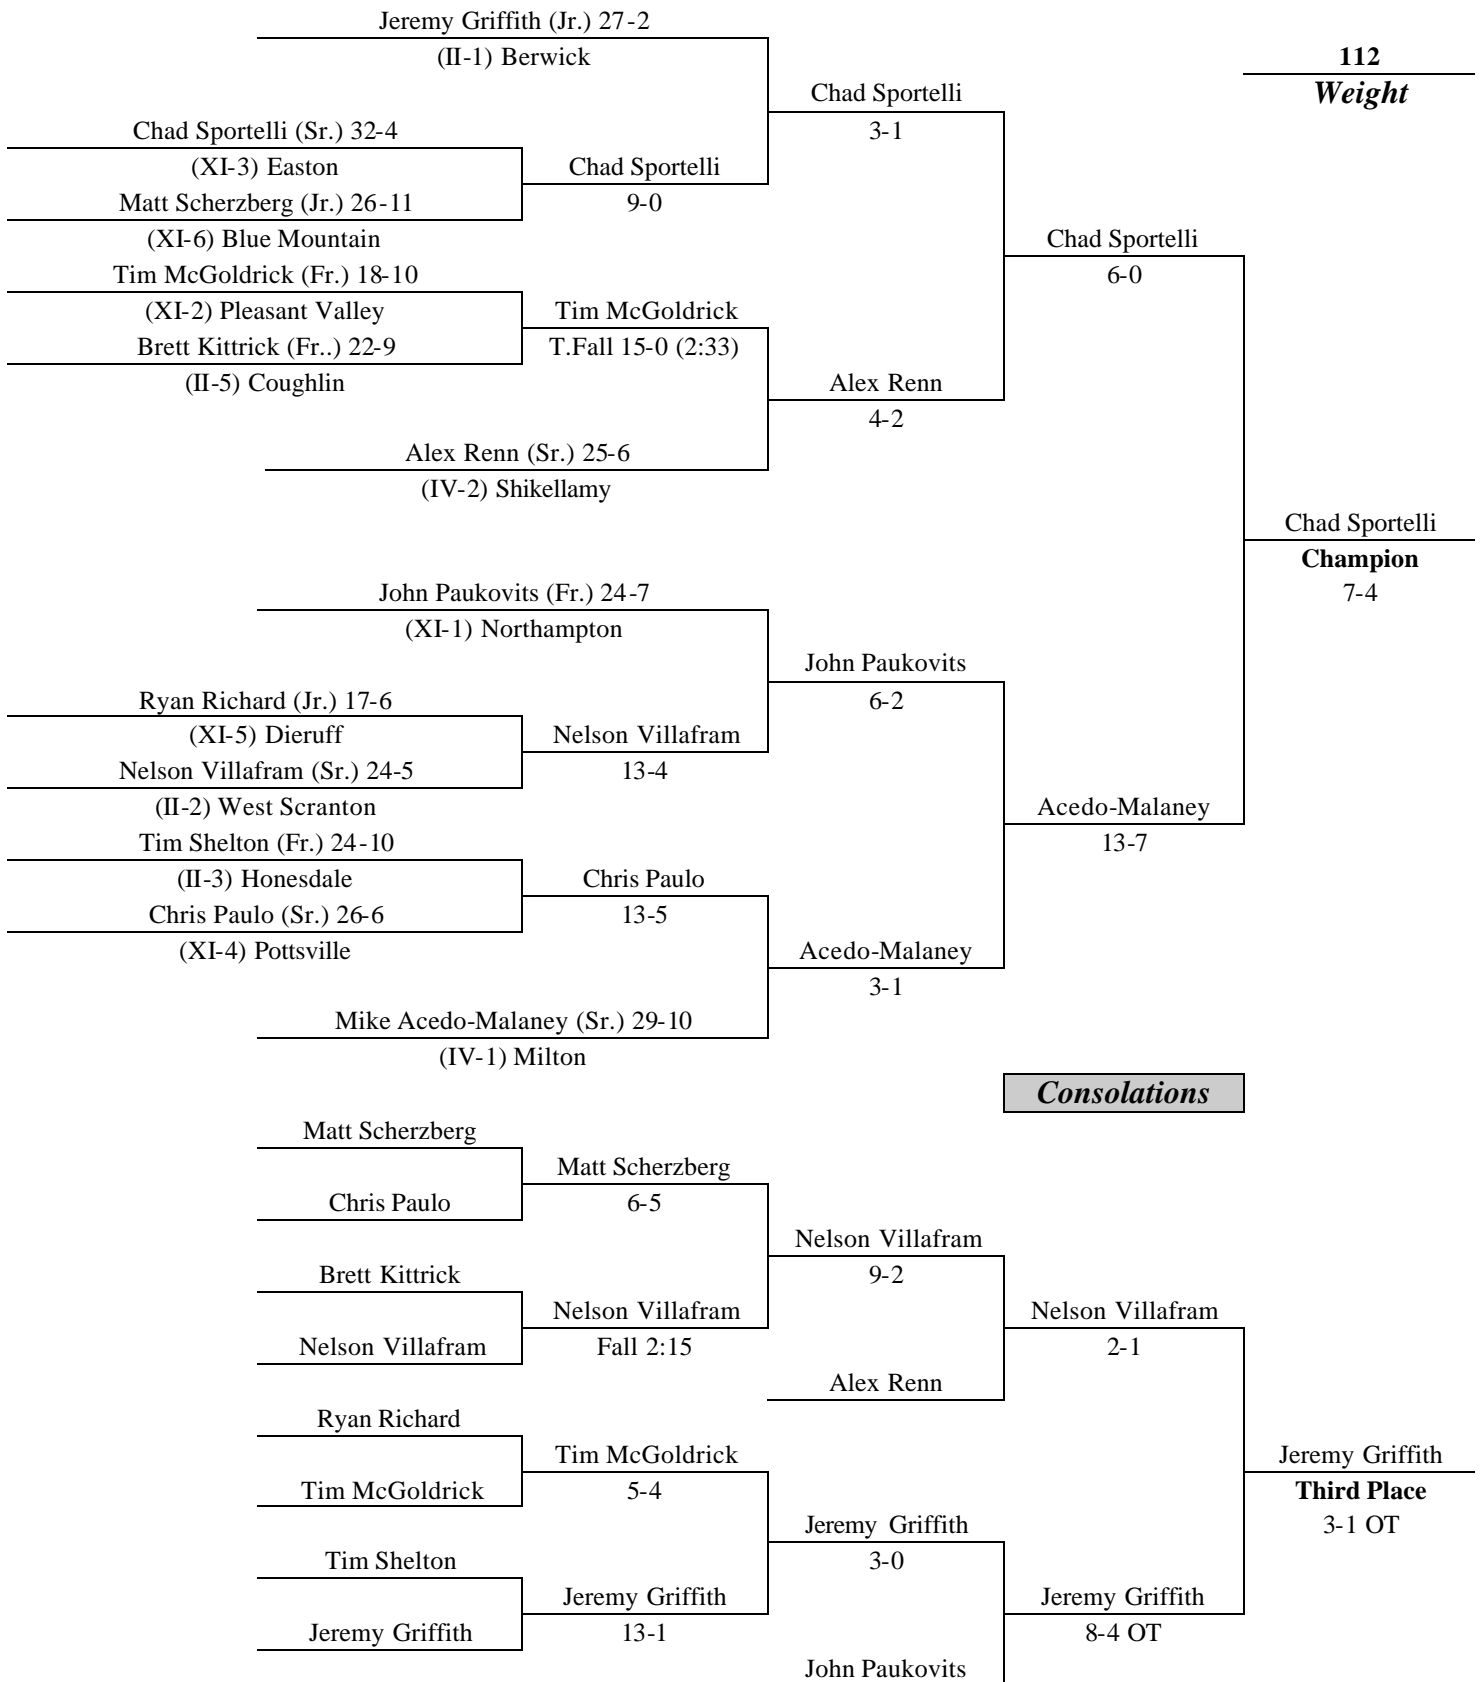 Jeremy Griffith (Jr.) 27-2
(II-1) Berwick
112
Weight
Chad Sportelli
3-1
Chad Sportelli (Sr.) 32-4
(XI-3) Easton
Chad Sportelli
9-0
Matt Scherzberg (Jr.) 26-11
(XI-6) Blue Mountain
Chad Sportelli
6-0
Tim McGoldrick (Fr.) 18-10
(XI-2) Pleasant Valley
Tim McGoldrick
T.Fall 15-0 (2:33)
Brett Kittrick (Fr..) 22-9
(II-5) Coughlin
Alex Renn
4-2
Alex Renn (Sr.) 25-6
(IV-2) Shikellamy
Chad Sportelli
Champion
7-4
John Paukovits (Fr.) 24-7
(XI-1) Northampton
John Paukovits
6-2
Ryan Richard (Jr.) 17-6
(XI-5) Dieruff
Nelson Villafram
13-4
Nelson Villafram (Sr.) 24-5
(II-2) West Scranton
Acedo-Malaney
13-7
Tim Shelton (Fr.) 24-10
(II-3) Honesdale
Chris Paulo
13-5
Chris Paulo (Sr.) 26-6
(XI-4) Pottsville
Acedo-Malaney
3-1
Mike Acedo-Malaney (Sr.) 29-10
(IV-1) Milton
Consolations
Matt Scherzberg
Matt Scherzberg
6-5
Chris Paulo
Nelson Villafram
9-2
Brett Kittrick
Nelson Villafram
Fall 2:15
Nelson Villafram
Nelson Villafram
2-1
Alex Renn
Ryan Richard
Tim McGoldrick
5-4
Tim McGoldrick
Jeremy Griffith
Third Place
3-1 OT
Jeremy Griffith
3-0
Tim Shelton
Jeremy Griffith
13-1
Jeremy Griffith
Jeremy Griffith
8-4 OT
John Paukovits